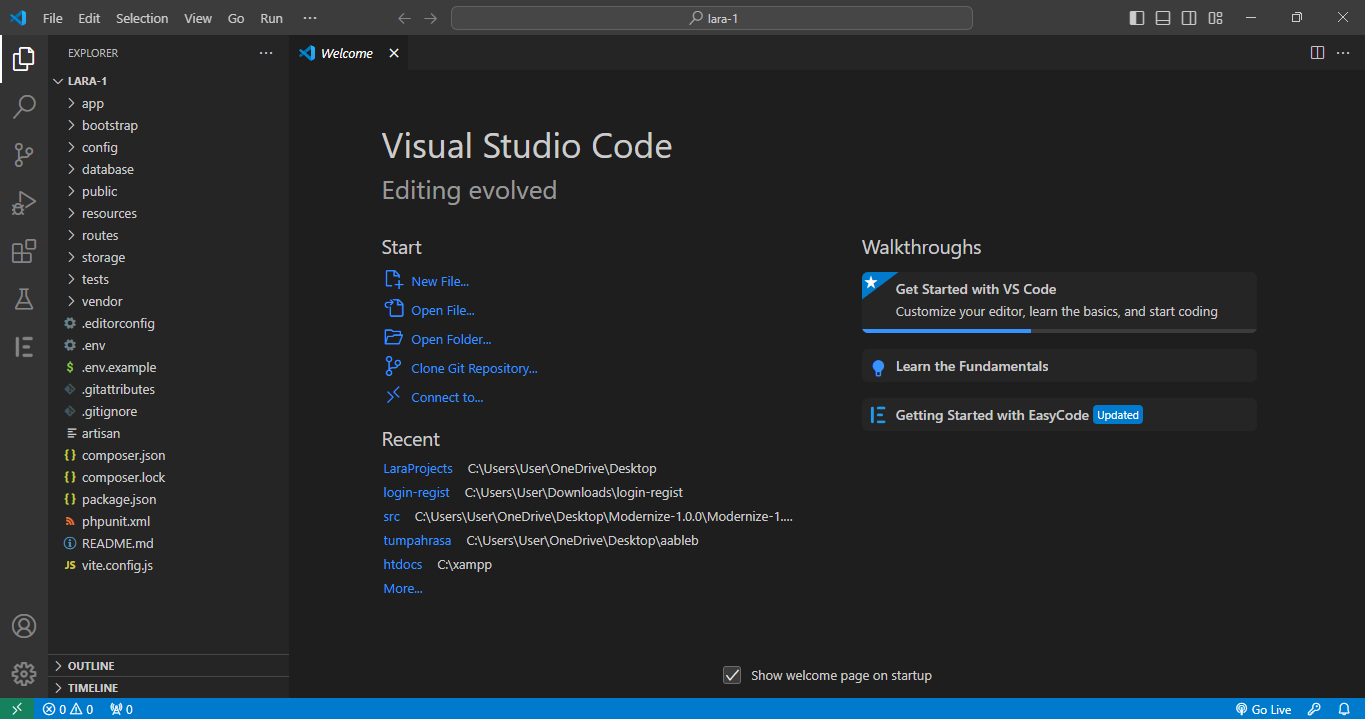 File Edit Selection View Go Run ···
lara-1
EXPLORER ···
Welcome
LARA-1
app
bootstrap
config
database
public
resources
routes
storage
tests
vendor
.editorconfig
.env
$ .env.example
.gitattributes
.gitignore
artisan
{} composer.json
{} composer.lock
{} package.json
phpunit.xml
README.md
JS vite.config.js
OUTLINE
TIMELINE
Visual Studio Code
Editing evolved
Start
New File...
Open File...
Open Folder...
Clone Git Repository...
Connect to...
Recent
LaraProjects C:\Users\User\OneDrive\Desktop
login-regist C:\Users\User\Downloads\login-regist
src C:\Users\User\OneDrive\Desktop\Modernize-1.0.0\Modernize-1....
tumpahrasa C:\Users\User\OneDrive\Desktop\aableb
htdocs C:\xampp
More...
Walkthroughs
Get Started with VS Code
Customize your editor, learn the basics, and start coding
Learn the Fundamentals
Getting Started with EasyCode Updated
Show welcome page on startup
0 0 0
Go Live